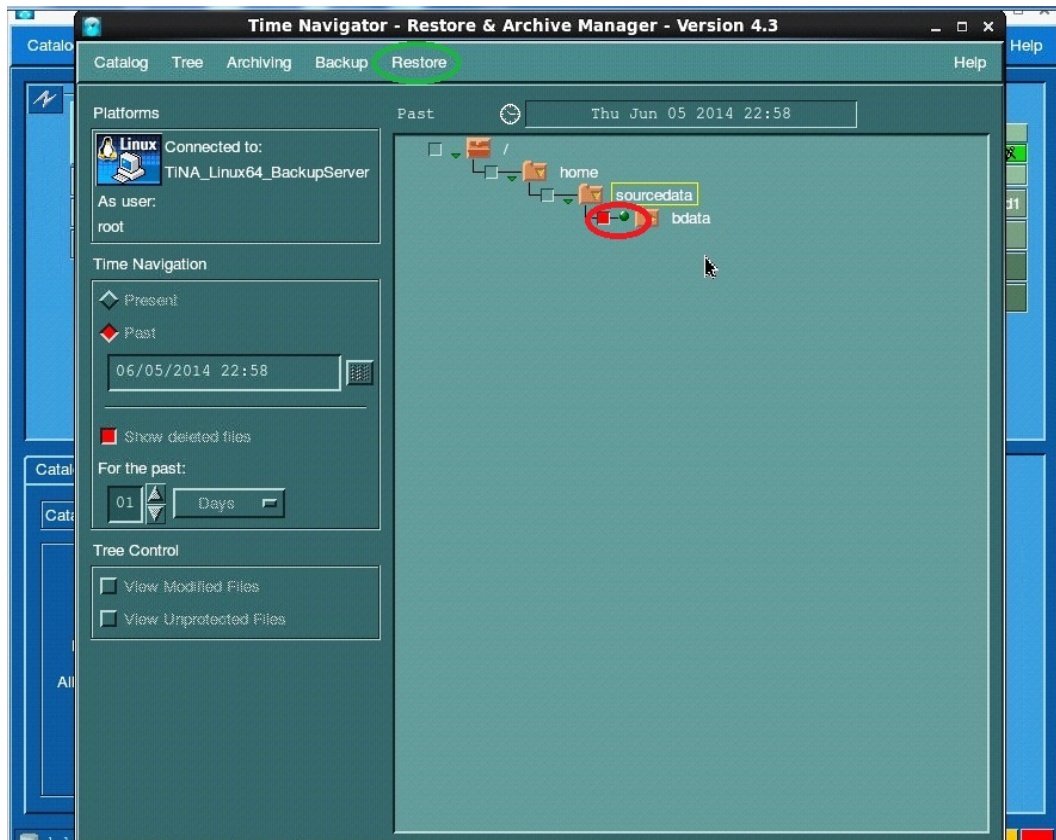 Time Navigator - Restore & Archive Manager - Version 4.3
Help
Catalog Tree Archiving Backup Restore Help
Platforms
Linux
Connected to:
TiNA_Linux64_BackupServer
As user:
root
Time Navigation
Present
Past
06/05/2014 22:58
Show deleted files
For the past:
01 Days
Tree Control
View Modified Files
View Unprotected Files
Past Thu Jun 05 2014 22:58
/
home
sourcedata
bdata
Catalo
Catal
Cata
All
d1